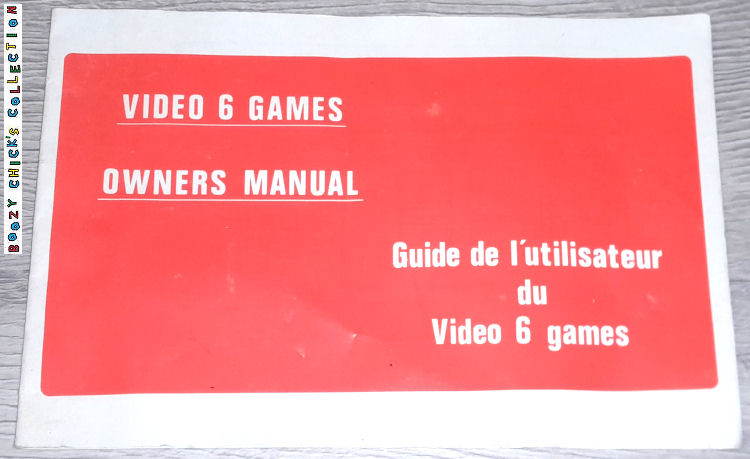 BOOZY CHICK'S COLLECTION
VIDEO 6 GAMES
OWNERS MANUAL
Guide de l'utilisateur
du
Video 6 games